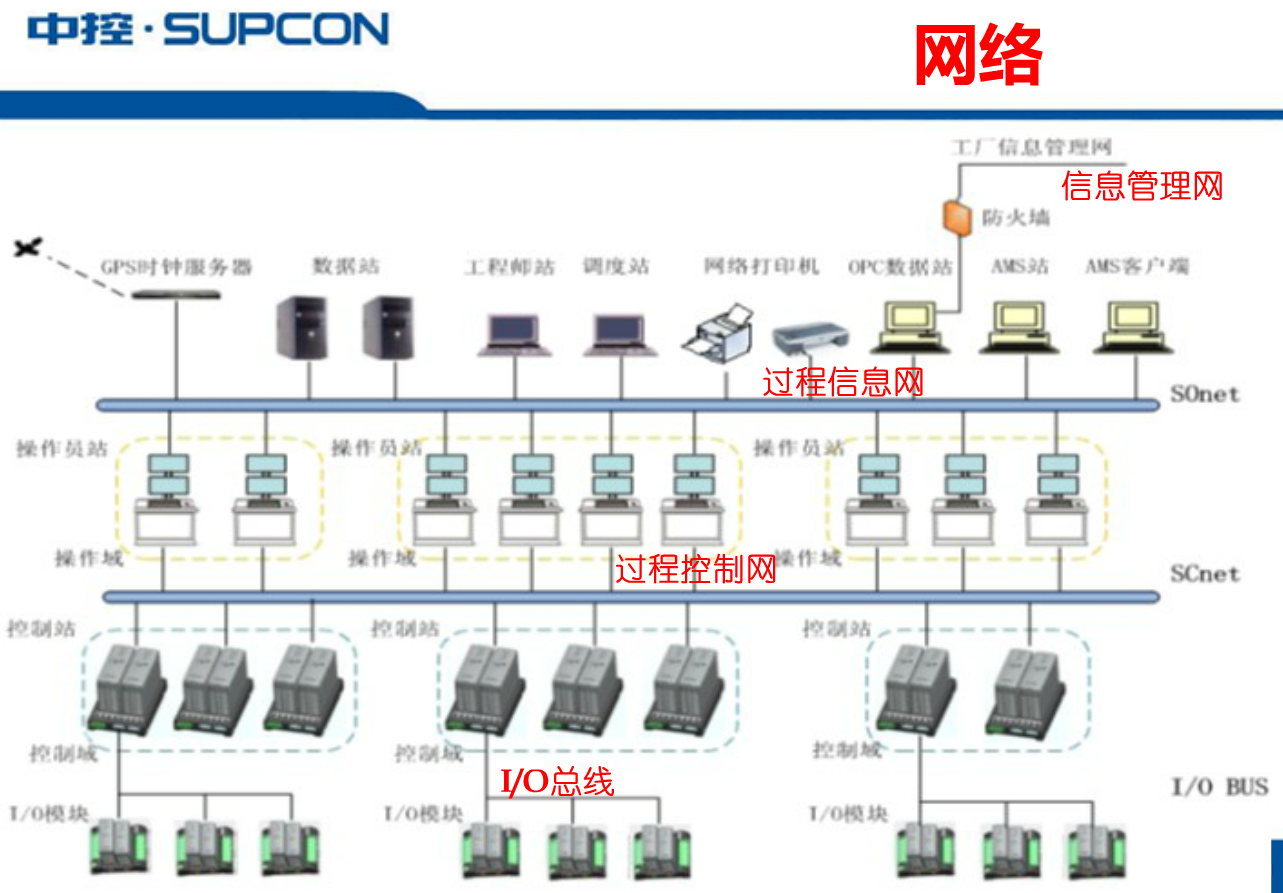 中控·SUPCON
网络
工厂信息管理网
信息管理网
防火墙
GPS时钟服务器
数据站
工程师站
调度站
网络打印机
OPC数据站
AMS站
AMS客户端
过程信息网
SOnet
操作员站
操作员站
操作员站
操作域
操作域
过程控制网
操作域
SCnet
控制站
控制站
控制站
控制域
控制域
控制域
I/O总线
I/O BUS
I/O模块
I/O模块
I/O模块